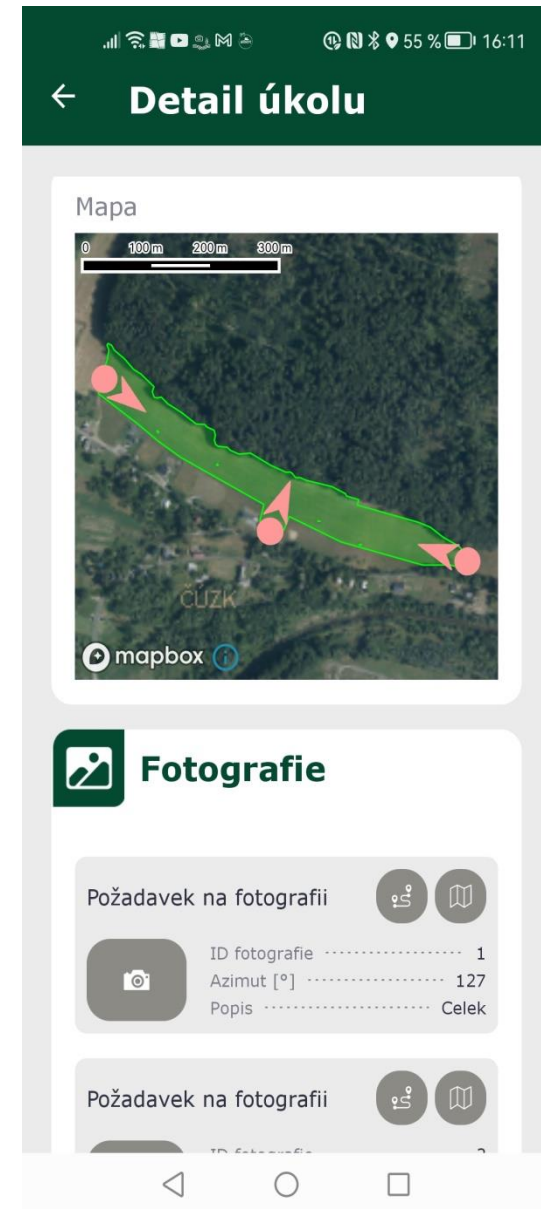 55 % 16:11
Detail úkolu
Mapa
0 100 m 200 m 300 m
ČÚZK
mapbox
Fotografie
Požadavek na fotografii
ID fotografie 1
Azimut [°] 127
Popis Celek
Požadavek na fotografii